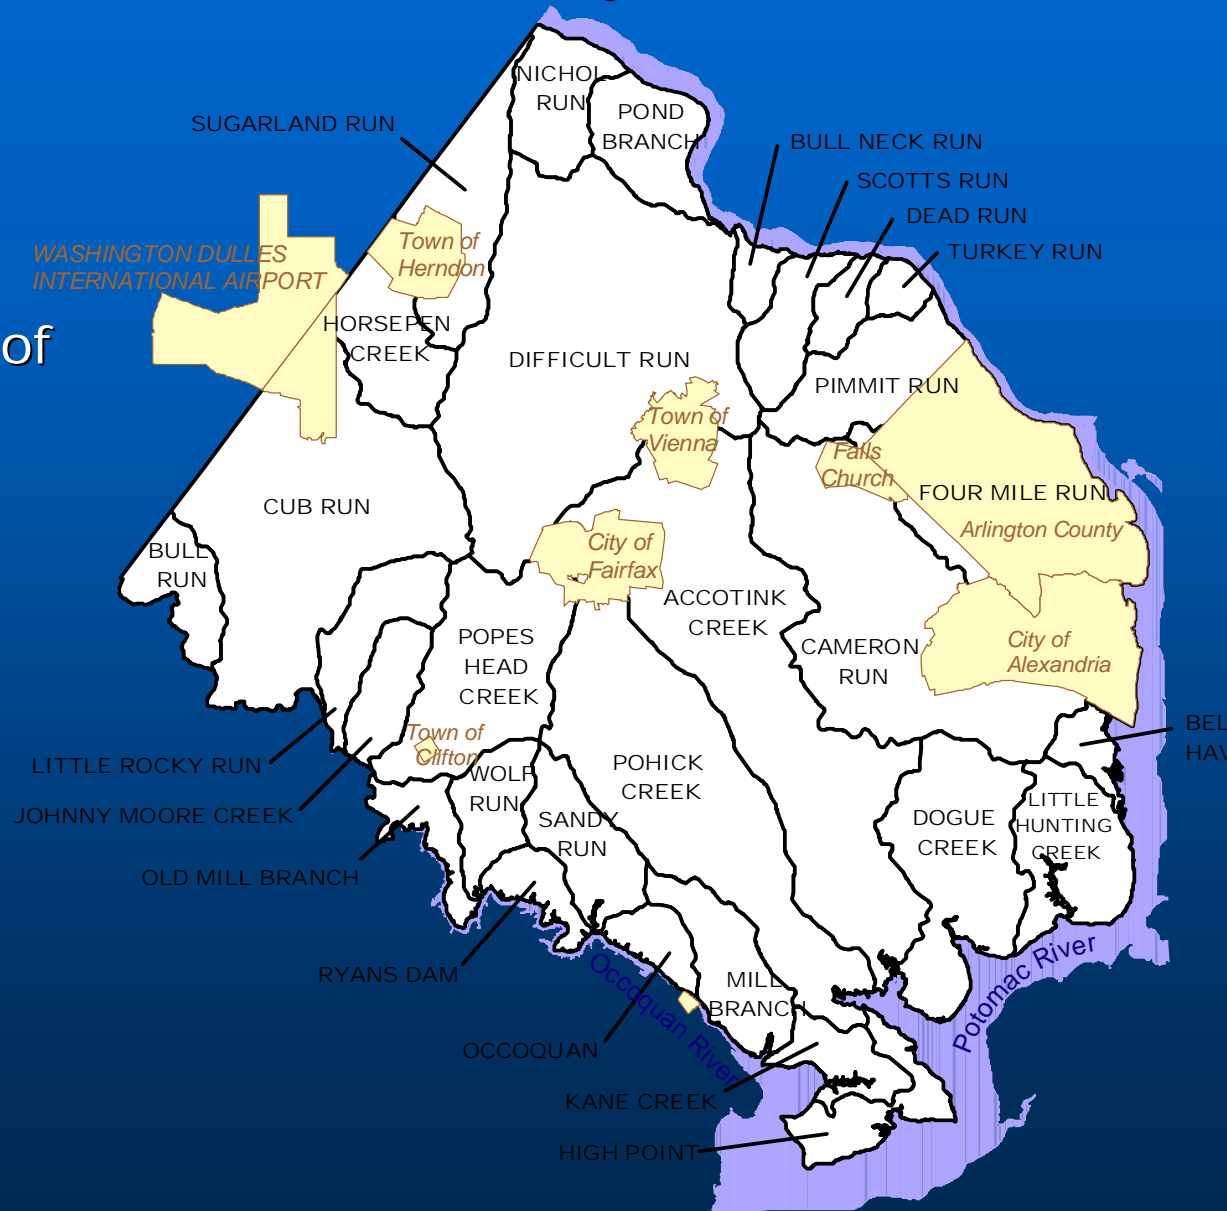 NICHOL
RUN
POND
BRANCH
SUGARLAND RUN
BULL NECK RUN
SCOTTS RUN
DEAD RUN
TURKEY RUN
WASHINGTON DULLES
INTERNATIONAL AIRPORT
Town of
Herndon
of
HORSEPEN
CREEK
DIFFICULT RUN
PIMMIT RUN
Town of
Vienna
Falls
Church
FOUR MILE RUN
Arlington County
CUB RUN
BULL
RUN
City of
Fairfax
ACCOTINK
CREEK
POPES
HEAD
CREEK
CAMERON
RUN
City of
Alexandria
Town of
Clifton
BEL
HAV
LITTLE ROCKY RUN
WOLF
RUN
POHICK
CREEK
JOHNNY MOORE CREEK
SANDY
RUN
DOGUE
CREEK
LITTLE
HUNTING
CREEK
OLD MILL BRANCH
RYANS DAM
Occoquan River
MILL
BRANCH
Potomac River
OCCOQUAN
KANE CREEK
HIGH POINT